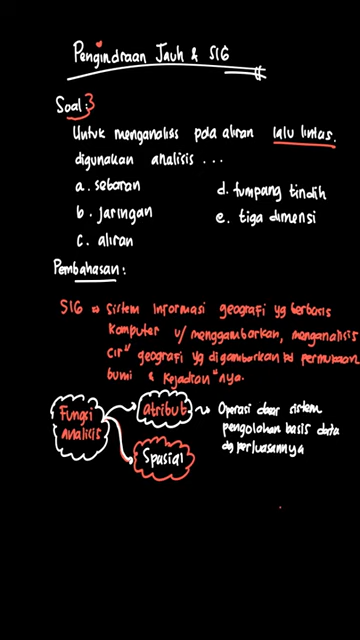 Pengindraan Jauh & SIG
Soal:
Untuk menganalisis pola aliran lalu lintas
digunakan analisis ...
a. sebaran
b. jaringan
c. aliran
d. tumpang tindih
e. tiga dimensi
Pembahasan:
SIG → Sistem Informasi geografi yg berbasis
komputer u/ menggambarkan, menganalisis
ciri" geografi yg digambarkan pd permukaan
bumi & kejadian"nya.
Fungsi
analisis
atribut
Operasi dasar sistem
pengolahan basis data
dg perluasannya
Spasial